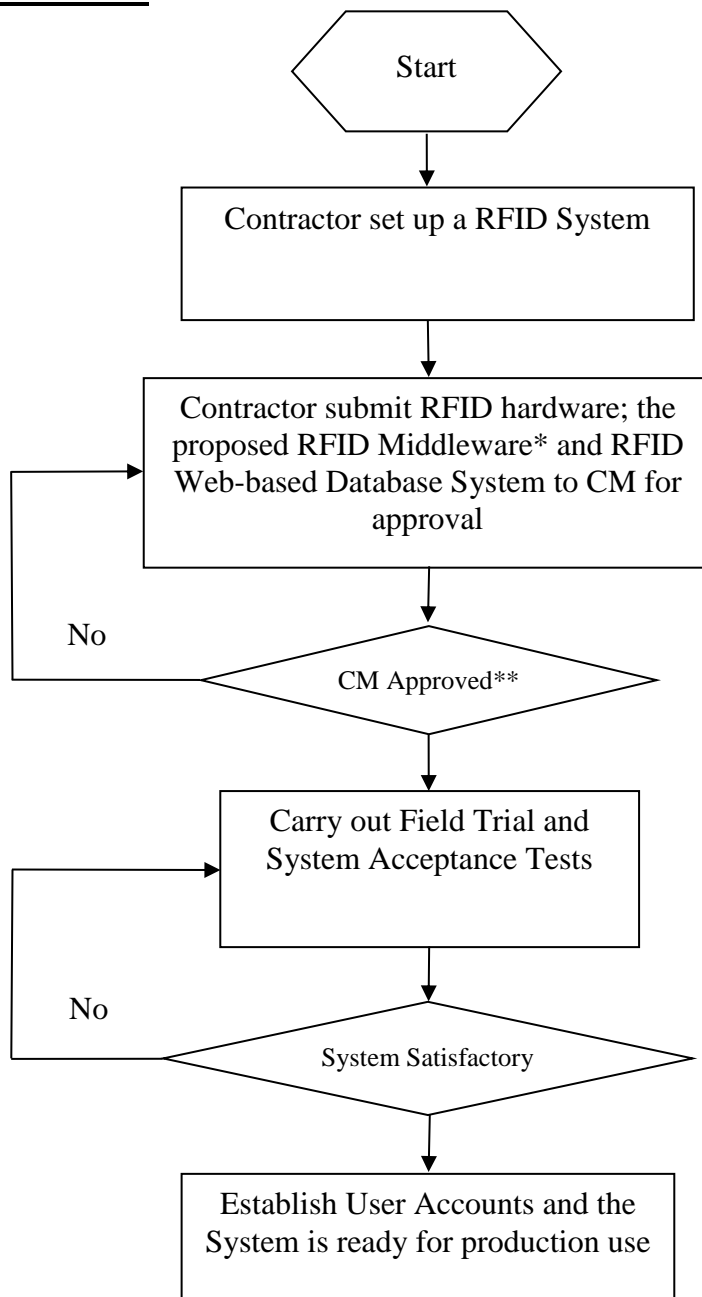 Start
Contractor set up a RFID System
Contractor submit RFID hardware; the
proposed RFID Middleware* and RFID
Web-based Database System to CM for
approval
No
CM Approved**
Carry out Field Trial and
System Acceptance Tests
No
System Satisfactory
Establish User Accounts and the
System is ready for production use